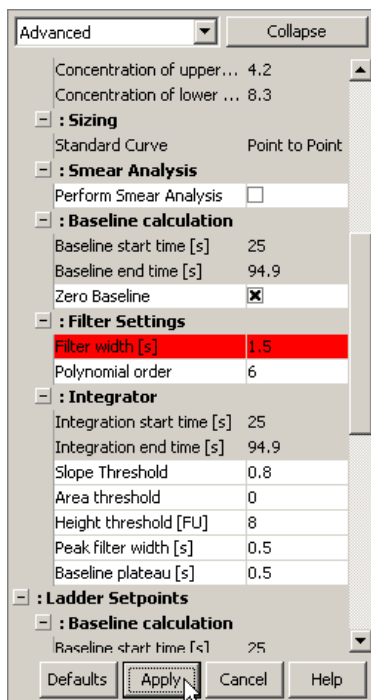 Advanced Collapse
Concentration of upper... 4.2
Concentration of lower ... 8.3
: Sizing
Standard Curve Point to Point
: Smear Analysis
Perform Smear Analysis
: Baseline calculation
Baseline start time [s] 25
Baseline end time [s] 94.9
Zero Baseline
: Filter Settings
Filter width [s] 1.5
Polynomial order 6
: Integrator
Integration start time [s] 25
Integration end time [s] 94.9
Slope Threshold 0.8
Area threshold 0
Height threshold [FU] 8
Peak filter width [s] 0.5
Baseline plateau [s] 0.5
: Ladder Setpoints
: Baseline calculation
Baseline start time [s] 25
Defaults Apply Cancel Help